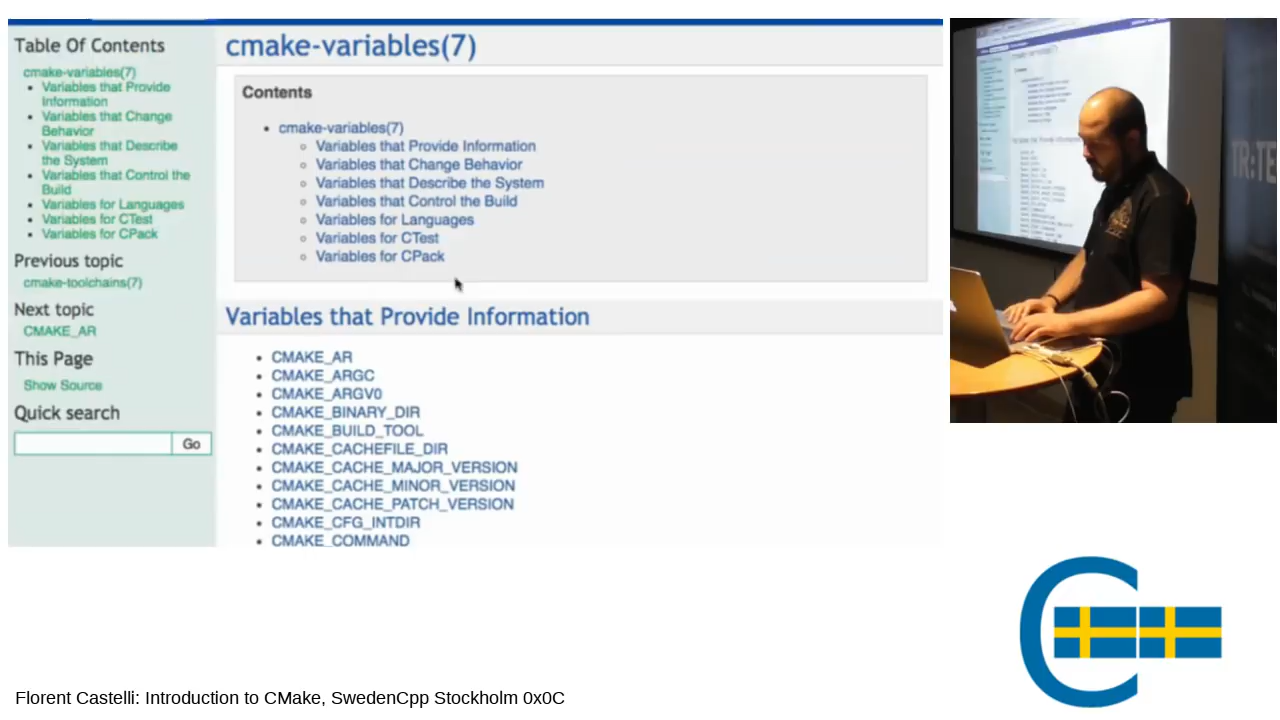 Table Of Contents
cmake-variables(7)
Variables that Provide
Information
Variables that Change
Behavior
Variables that Describe
the System
Variables that Control the
Build
Variables for Languages
Variables for CTest
Variables for CPack
Previous topic
cmake-toolchains(7)
Next topic
CMAKE_AR
This Page
Show Source
Quick search
Go
cmake-variables(7)
Contents
cmake-variables(7)
Variables that Provide Information
Variables that Change Behavior
Variables that Describe the System
Variables that Control the Build
Variables for Languages
Variables for CTest
Variables for CPack
Variables that Provide Information
CMAKE_AR
CMAKE_ARGC
CMAKE_ARGV0
CMAKE_BINARY_DIR
CMAKE_BUILD_TOOL
CMAKE_CACHEFILE_DIR
CMAKE_CACHE_MAJOR_VERSION
CMAKE_CACHE_MINOR_VERSION
CMAKE_CACHE_PATCH_VERSION
CMAKE_CFG_INTDIR
CMAKE_COMMAND
Florent Castelli: Introduction to CMake, SwedenCpp Stockholm 0x0C